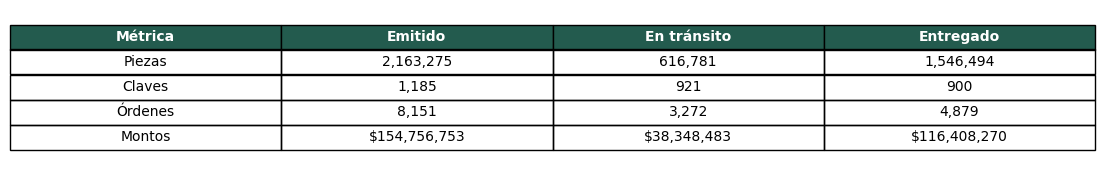 Métrica Emitido En tránsito Entregado
Piezas 2,163,275 616,781 1,546,494
Claves 1,185 921 900
Órdenes 8,151 3,272 4,879
Montos $154,756,753 $38,348,483 $116,408,270